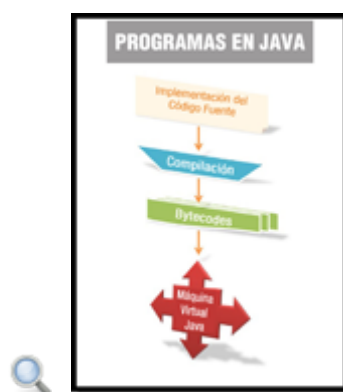 PROGRAMAS EN JAVA
Implementación del
Código Fuente
Compilación
Bytecodes
Máquina
Virtual
Java